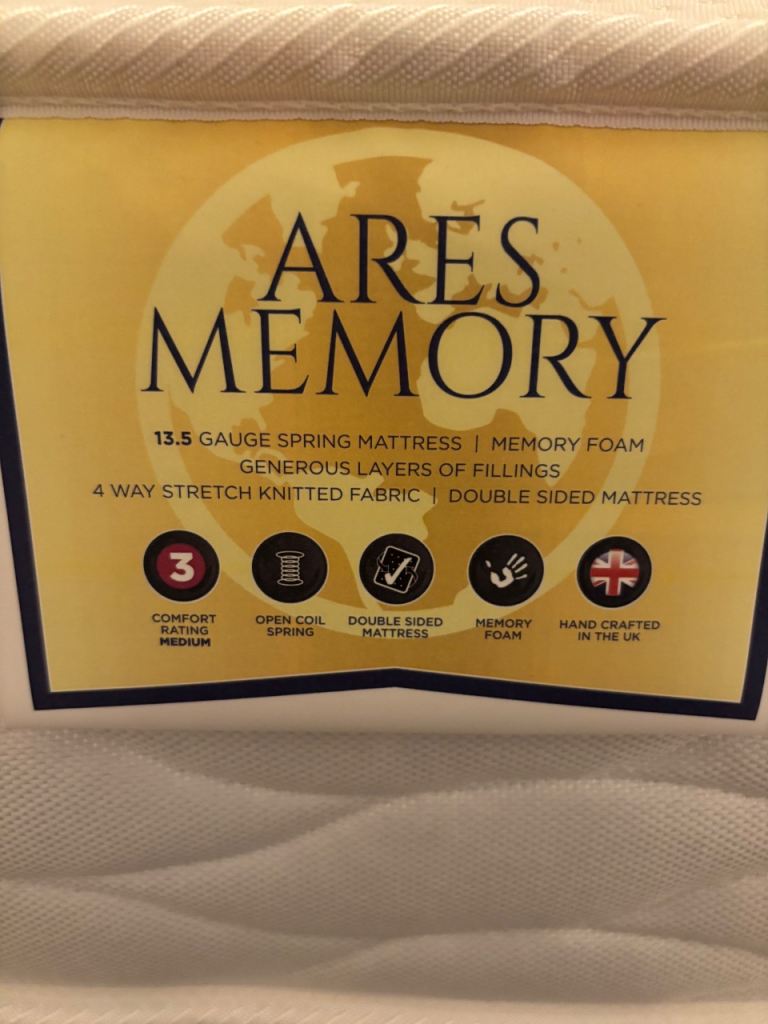 ARES
MEMORY
13.5 GAUGE SPRING MATTRESS | MEMORY FOAM
GENEROUS LAYERS OF FILLINGS
4 WAY STRETCH KNITTED FABRIC | DOUBLE SIDED MATTRESS
3
COMFORT
RATING
MEDIUM
OPEN COIL
SPRING
DOUBLE SIDED
MATTRESS
MEMORY
FOAM
HAND CRAFTED
IN THE UK